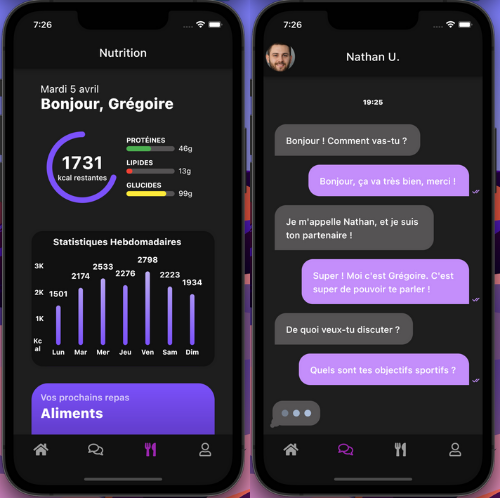 7:26
Nutrition
Mardi 5 avril
Bonjour, Grégoire
1731
kcal restantes
PROTÉINES
46g
LIPIDES
13g
GLUCIDES
99g
Statistiques Hebdomadaires
3K
2K
1K
Kc
al
1501
2174
2533
2276
2798
2223
1934
Lun Mar Mer Jeu Ven Sam Dim
Vos prochains repas
Aliments
7:26
Nathan U.
19:25
Bonjour ! Comment vas-tu ?
Bonjour, ça va très bien, merci !
Je m'appelle Nathan, et je suis
ton partenaire !
Super ! Moi c'est Grégoire. C'est
super de pouvoir te parler !
De quoi veux-tu discuter ?
Quels sont tes objectifs sportifs ?